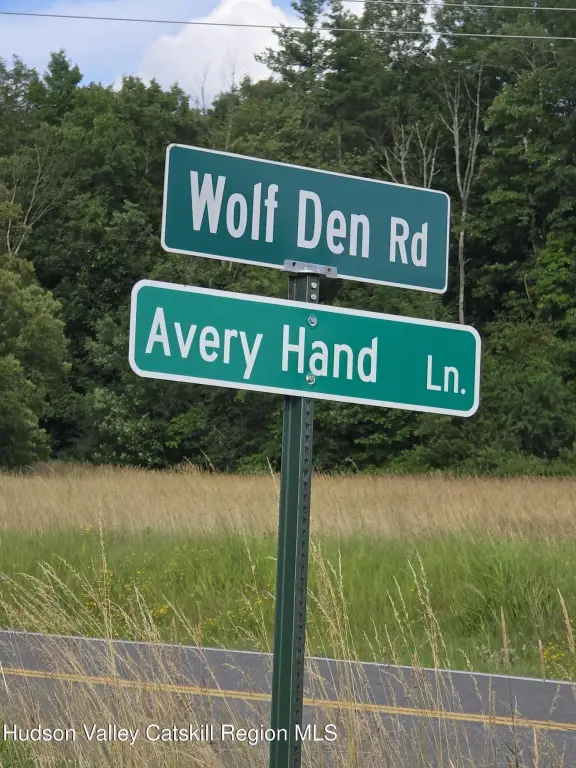 Wolf Den Rd
Avery Hand Ln.
Hudson Valley Catskill Region MLS